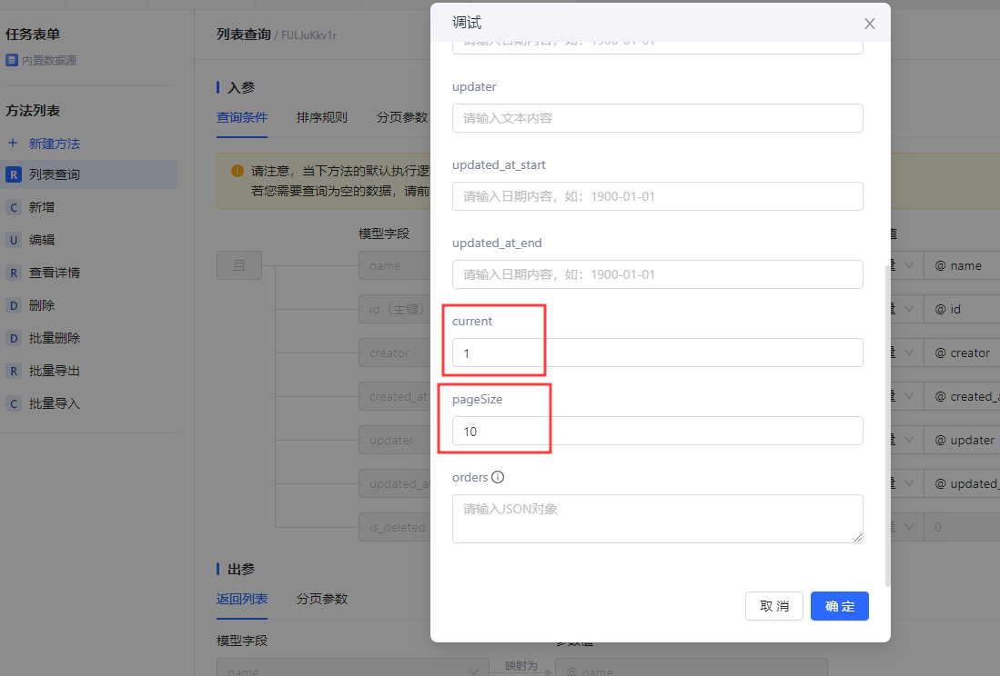 任务表单
内置数据源
方法列表
+ 新建方法
R 列表查询
C 新增
U 编辑
R 查看详情
D 删除
D 批量删除
R 批量导出
C 批量导入
列表查询 / FULJuKkv1r
入参
查询条件 排序规则 分页参数
请注意，当下方法的默认执行逻
若您需要查询为空的数据，请前
模型字段
且
name
id（主键）
creator
created_at
updater
updated_at
is_deleted
出参
返回列表 分页参数
模型字段
name
映射为
@ name
调试
请输入日期内容，如：1900-01-01
updater
请输入文本内容
updated_at_start
请输入日期内容，如：1900-01-01
updated_at_end
请输入日期内容，如：1900-01-01
current
1
pageSize
10
orders
请输入JSON对象
取 消 确 定
值
量 @ name
量 @ id
量 @ creator
量 @ created_a
量 @ updater
量 @ updated_
量 0